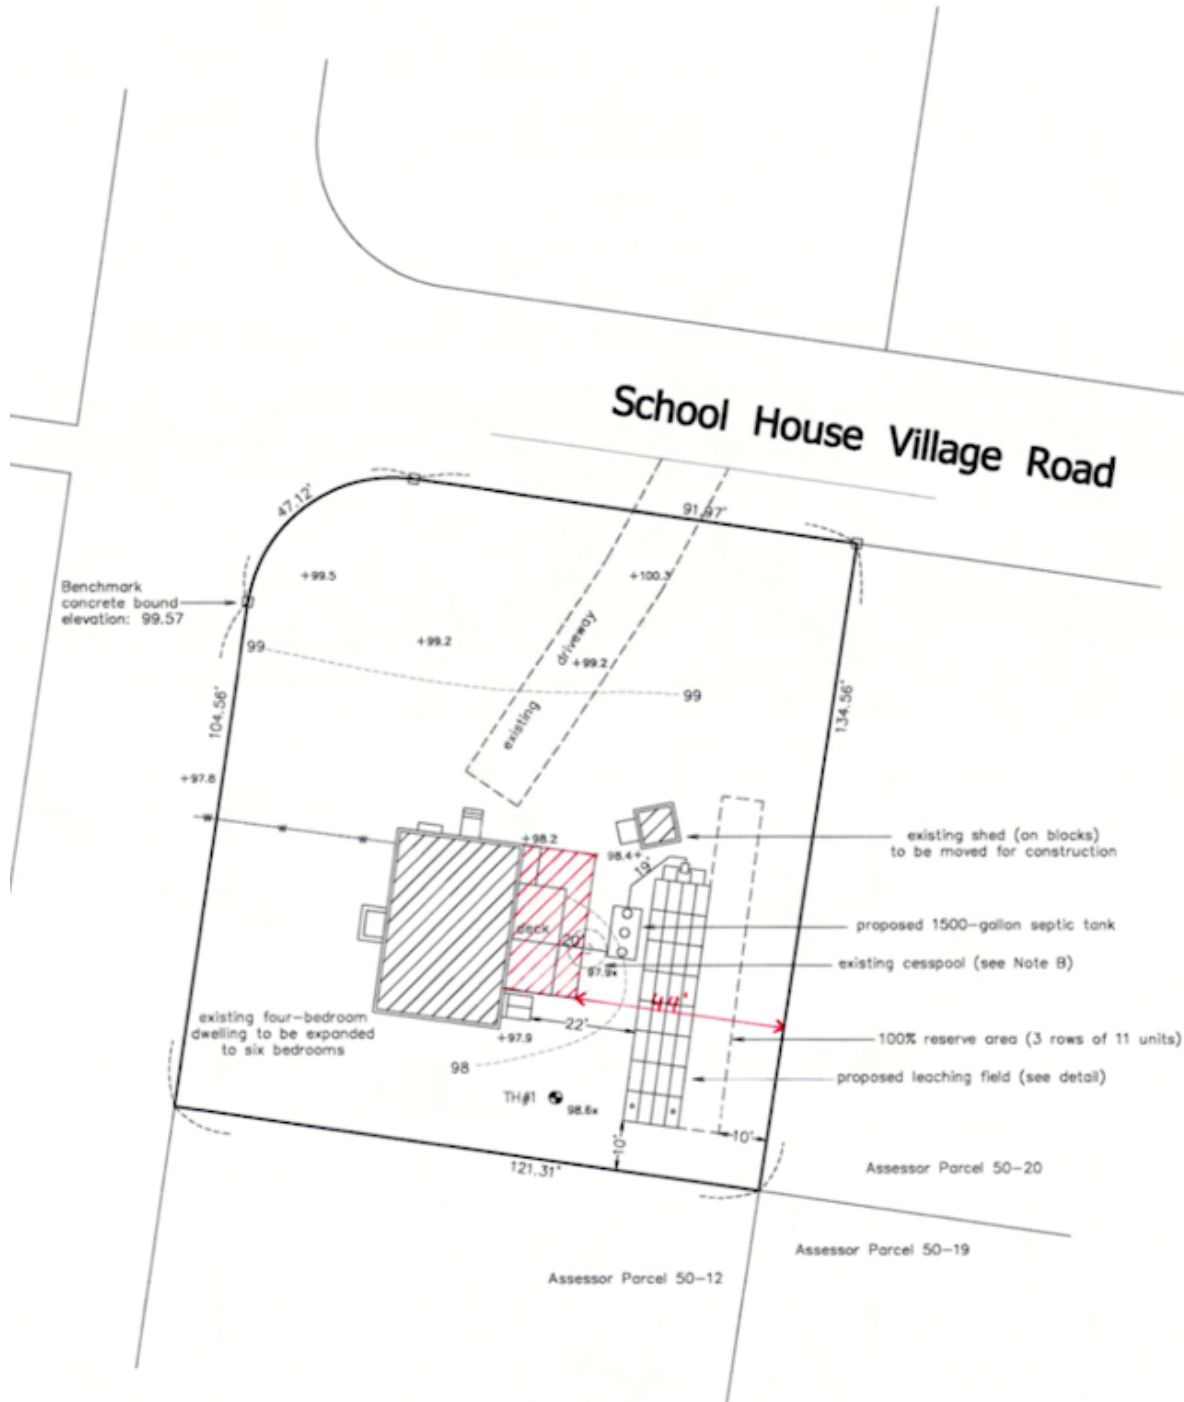 School House Village Road
47.12'
91.97'
Benchmark
concrete bound
elevation: 99.57
+99.5
+100.3
+99.2
driveway
+99.2
99
99
104.56'
134.56'
existing
+97.8
W
W
W
+98.2
98.4+
19'
existing shed (on blocks)
to be moved for construction
deck
20'
proposed 1500-gallon septic tank
97.9x
existing cesspool (see Note B)
44'
existing four-bedroom
dwelling to be expanded
to six bedrooms
22'
+97.9
100% reserve area (3 rows of 11 units)
98
proposed leaching field (see detail)
TH#1
98.6x
10'
10'
121.31'
Assessor Parcel 50-20
Assessor Parcel 50-19
Assessor Parcel 50-12